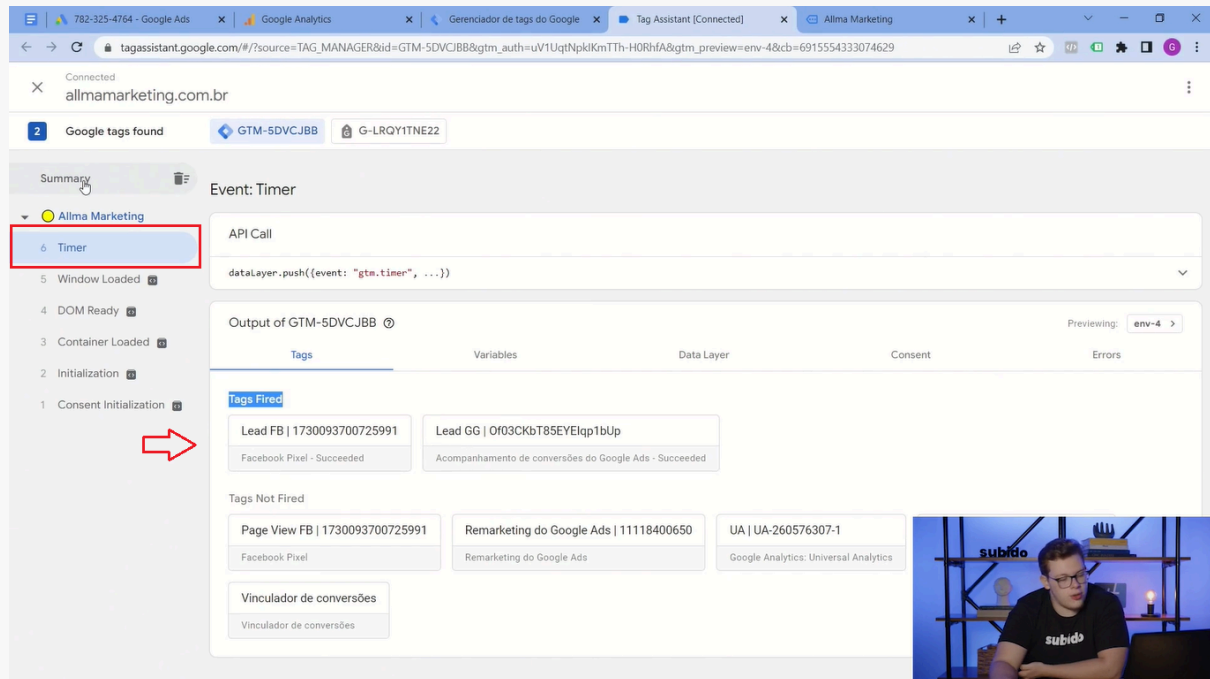 782-325-4764 - Google Ads
Google Analytics
Gerenciador de tags do Google
Tag Assistant [Connected]
Allma Marketing
tagassistant.google.com/#/?source=TAG_MANAGER&id=GTM-5DVCJBB&gtm_auth=uV1UqtNpklKmTTh-H0RhfA&gtm_preview=env-4&cb=6915554333074629
G
Connected
allmamarketing.com.br
2 Google tags found
GTM-5DVCJBB
G-LRQY1TNE22
Summary
Allma Marketing
6 Timer
5 Window Loaded
4 DOM Ready
3 Container Loaded
2 Initialization
1 Consent Initialization
Event: Timer
API Call
dataLayer.push({event: "gtm.timer", ...})
Output of GTM-5DVCJBB
Previewing: env-4
Tags
Variables
Data Layer
Consent
Errors
Tags Fired
Lead FB | 1730093700725991
Facebook Pixel - Succeeded
Lead GG | Of03CKbT85EYEIqp1bUp
Acompanhamento de conversões do Google Ads - Succeeded
Tags Not Fired
Page View FB | 1730093700725991
Facebook Pixel
Remarketing do Google Ads | 11118400650
Remarketing do Google Ads
UA | UA-260576307-1
Google Analytics: Universal Analytics
Vinculador de conversões
Vinculador de conversões
subido
subido